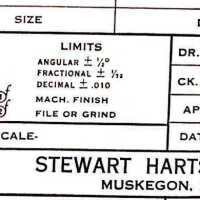 SIZE
LIMITS
ANGULAR ± ½°
FRACTIONAL ± 1/32
DECIMAL ± .010
MACH. FINISH
FILE OR GRIND
DR.
CK.
AP
CALE-
DAT
STEWART HARTS
MUSKEGON,